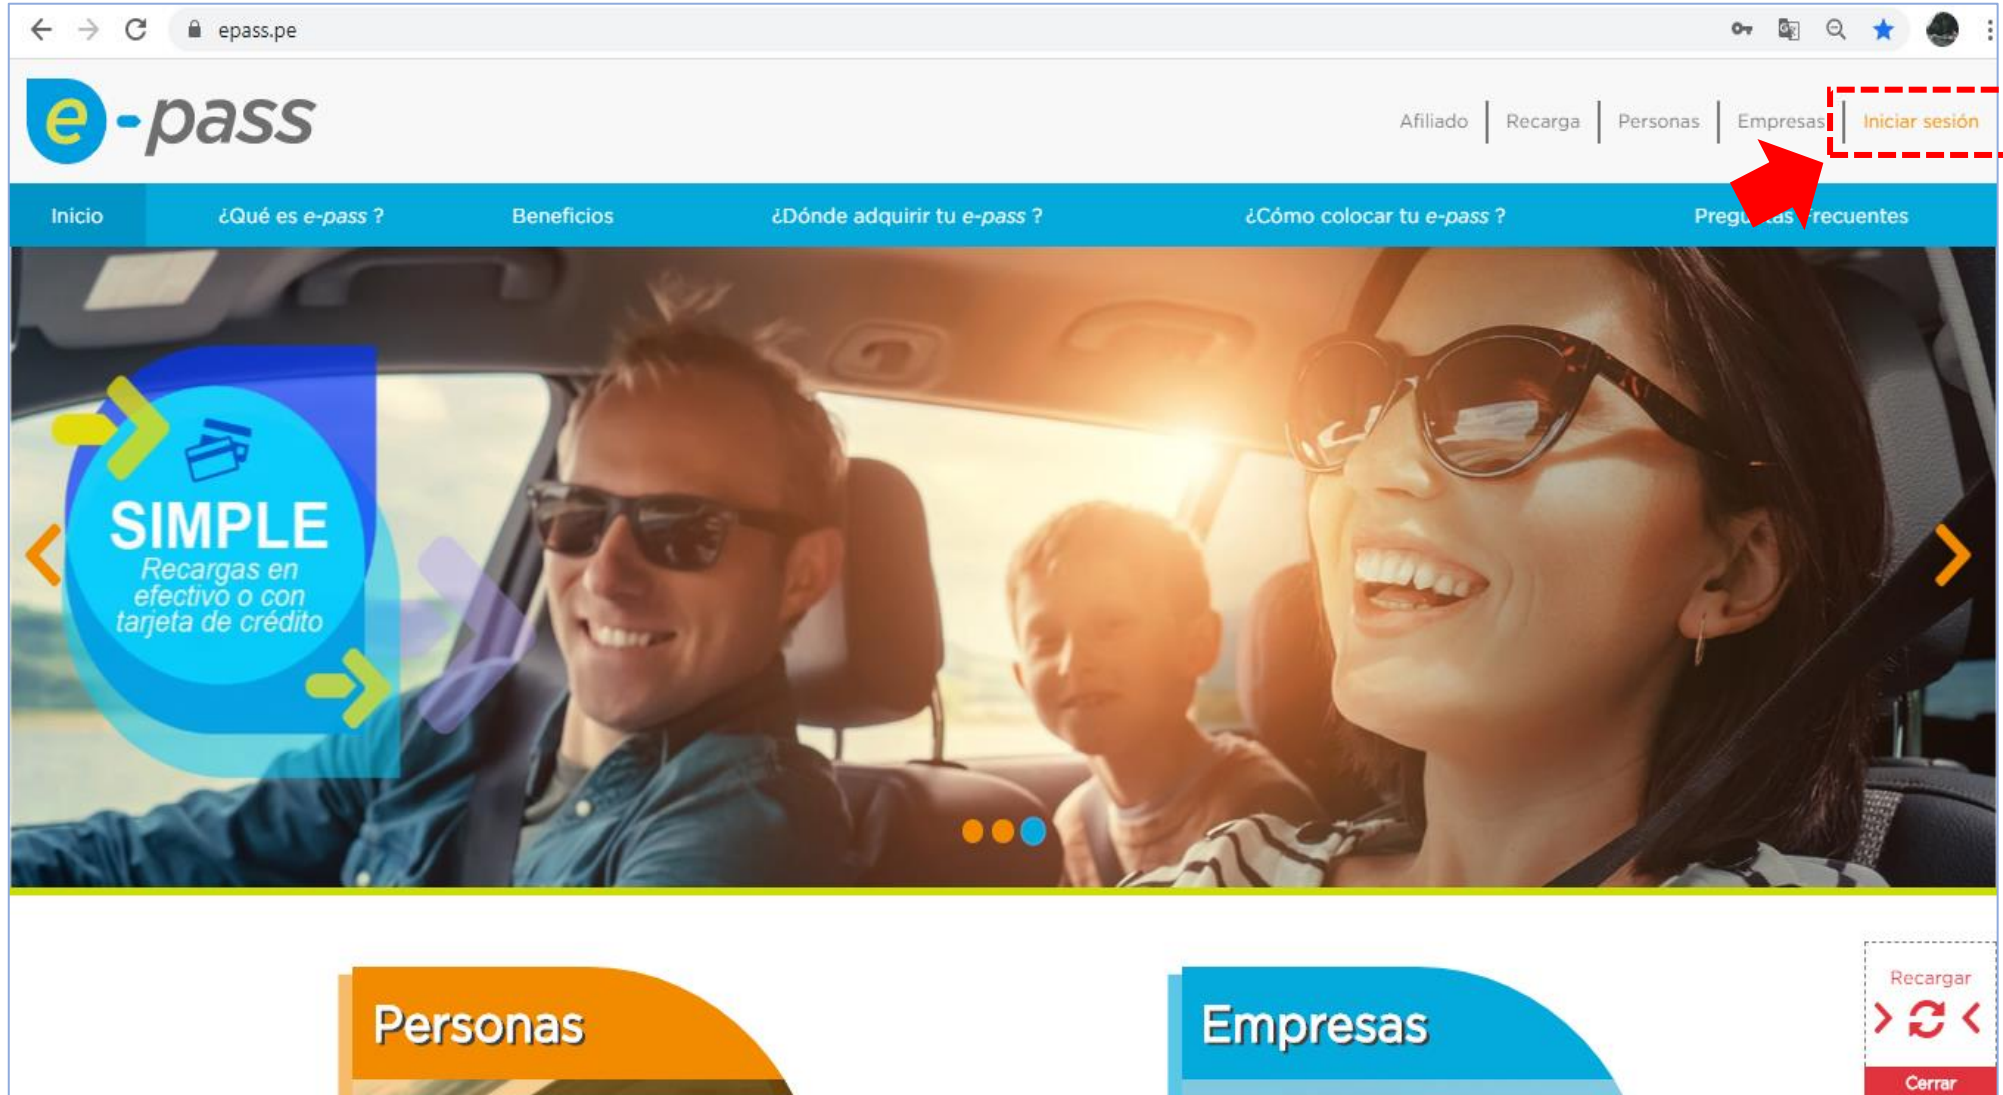 epass.pe
e-pass
Afiliado | Recarga | Personas | Empresas | Iniciar sesión
Inicio ¿Qué es e-pass ? Beneficios ¿Dónde adquirir tu e-pass ? ¿Cómo colocar tu e-pass ?
SIMPLE
Recargas en
efectivo o con
tarjeta de crédito
Personas Empresas
Recargar
Cerrar